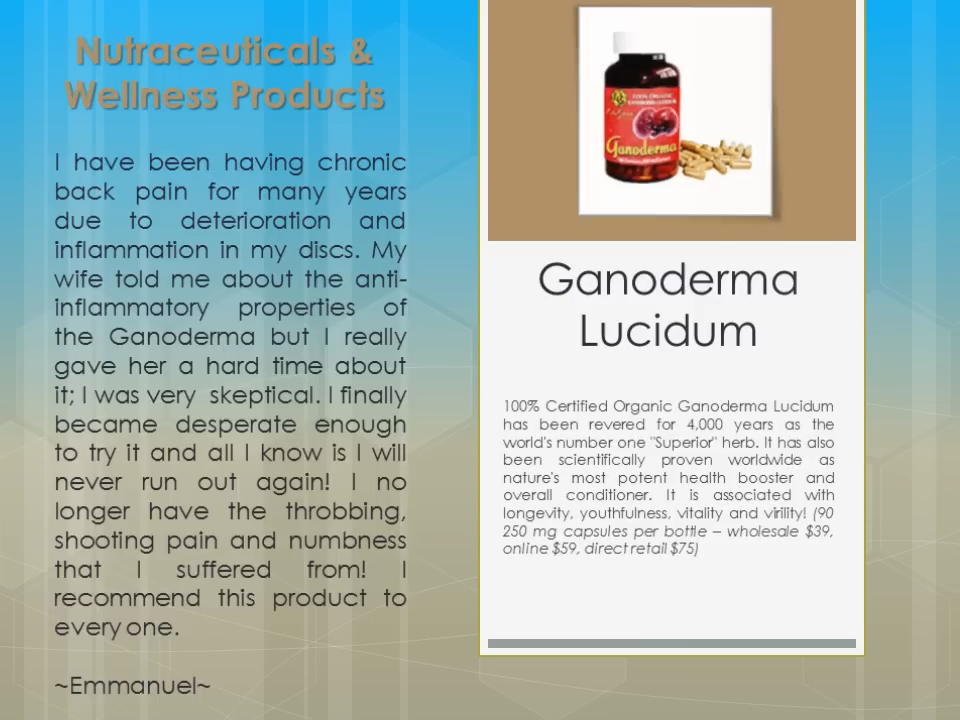 Nutraceuticals &
Wellness Products
I have been having chronic
back pain for many years
due to deterioration and
inflammation in my discs. My
wife told me about the anti-
inflammatory properties of
the Ganoderma but I really
gave her a hard time about
it; I was very skeptical. I finally
became desperate enough
to try it and all I know is I will
never run out again! I no
longer have the throbbing,
shooting pain and numbness
that I suffered from! I
recommend this product to
every one.
~Emmanuel~
Ganoderma
Ganoderma
Lucidum
100% Certified Organic Ganoderma Lucidum
has been revered for 4,000 years as the
world's number one "Superior" herb. It has also
been scientifically proven worldwide as
nature's most potent health booster and
overall conditioner. It is associated with
longevity, youthfulness, vitality and virility! (90
250 mg capsules per bottle – wholesale $39,
online $59, direct retail $75)